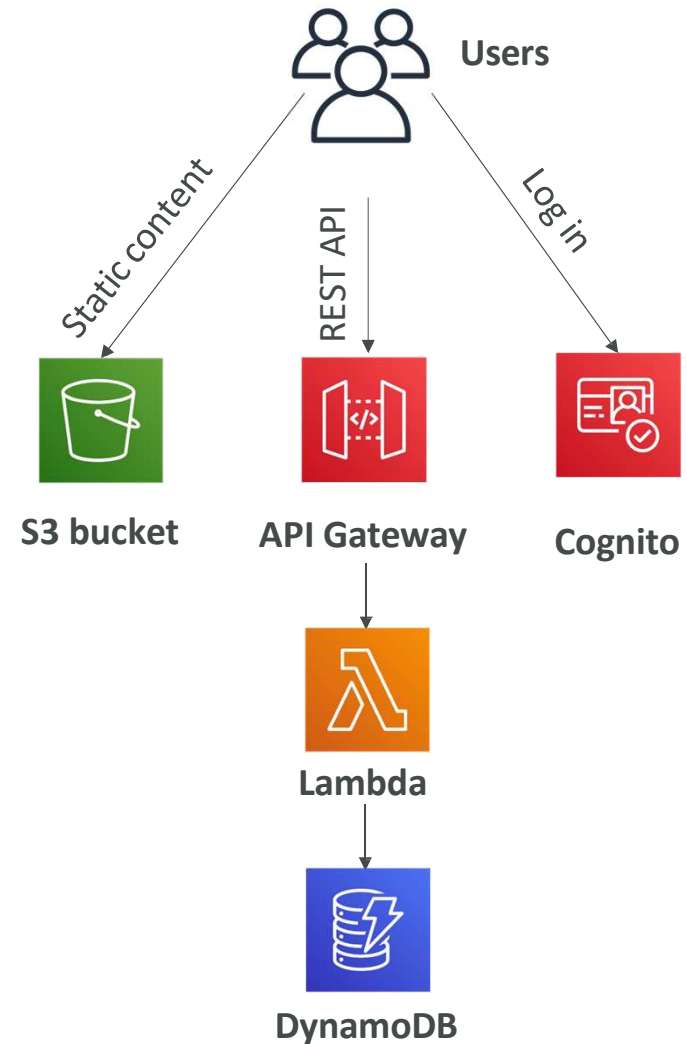 Users
Static content
REST API
Log in
S3 bucket
API Gateway
Cognito
</>
Lambda
DynamoDB